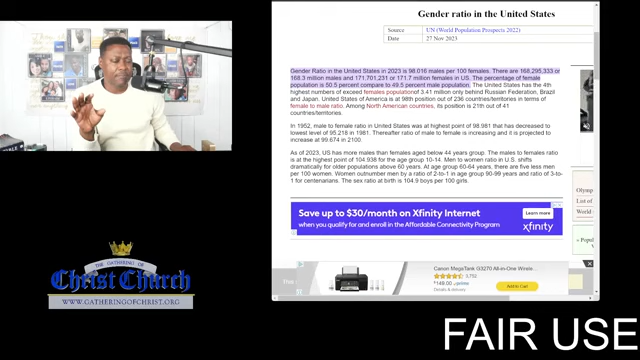 Gender ratio in the United States
Source UN (World Population Prospects 2022)
Date 27 Nov 2023
Gender Ratio in the United States in 2023 is 98.016 males per 100 females. There are 168,295,333 or
168.3 million males and 171,701,231 or 171.7 million females in US. The percentage of female
population is 50.5 percent compare to 49.5 percent male population. The United States has the 4th
highest numbers of exceed females population of 3.41 million only behind Russian Federation, Brazil
and Japan. United States of America is at 98th position out of 236 countries/territories in terms of
female to male ratio. Among North American countries, its position is 21th out of 41
countries/territories.
In 1952, male to female ratio in United States was at highest point of 98.981 that has decreased to
lowest level of 95.218 in 1981. Thereafter ratio of male to female is increasing and it is projected to
increase at 99.674 in 2100.
As of 2023, US has more males than females aged below 44 years group. The males to females ratio
is at the highest point of 104.938 for the age group 10-14. Men to women ratio in U.S. shifts
dramatically for older populations above 60 years. At age group 60-64 years, there are five less men
per 100 women. Women outnumber men by a ratio of 2-to-1 in age group 90-99 years and ratio of 3-to-
1 for centenarians. The sex ratio at birth is 104.9 boys per 100 girls.
Olymp
List of
World
Popul
Save up to $30/month on Xfinity Internet
when you qualify for and enroll in the Affordable Connectivity Program
Learn more
xfinity
Canon MegaTank G3270 All-in-One Wirele...
Add to Cart
Details & delivery
THE GATHERING OF
Christ Church
WWW.GATHERINGOFCHRIST.ORG
FAIR USE